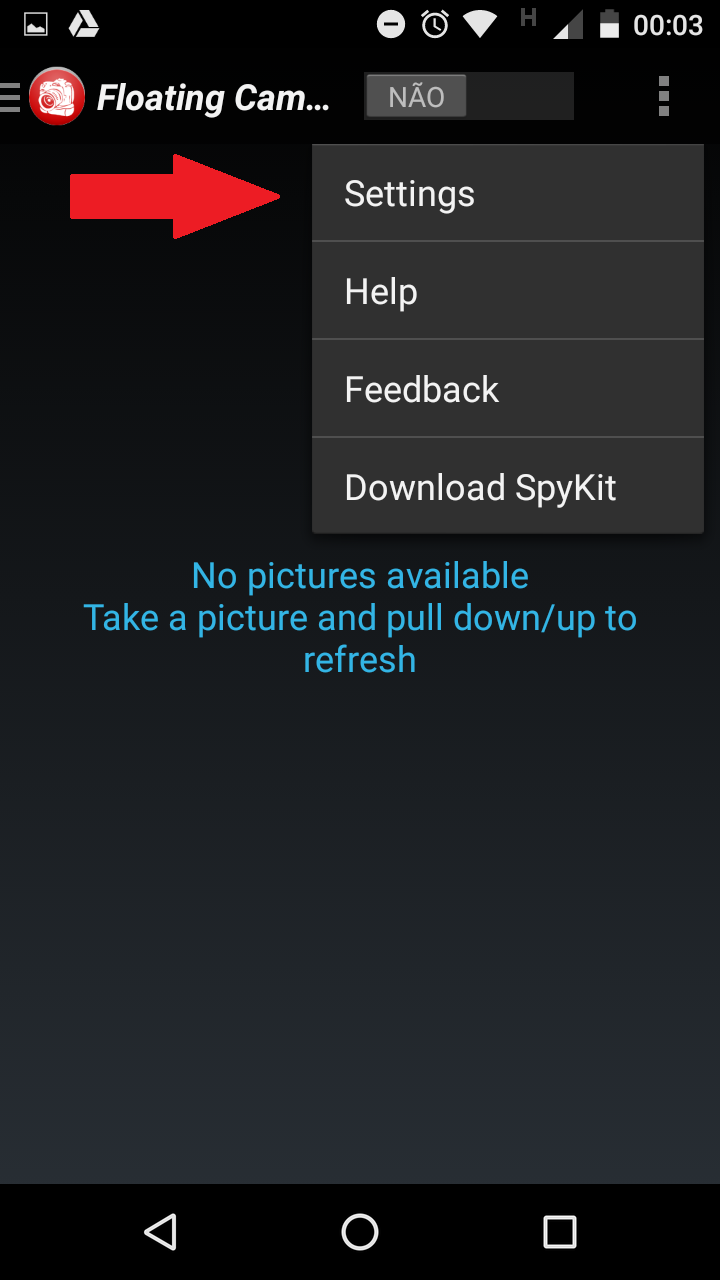 H
00:03
Floating Cam...
NÃO
Settings
Help
Feedback
Download SpyKit
No pictures available
Take a picture and pull down/up to
refresh